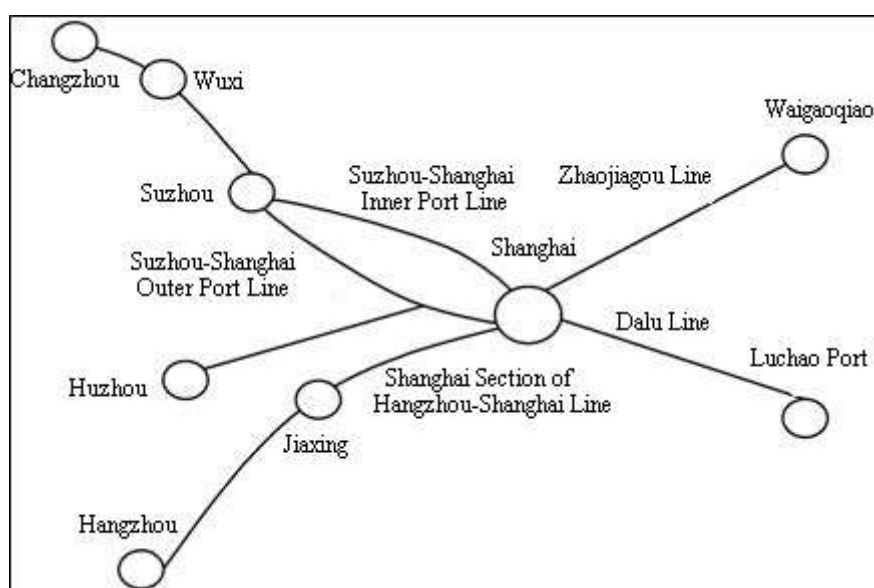 Changzhou
Wuxi
Waigaoqiao
Suzhou
Suzhou-Shanghai
Inner Port Line
Zhaojiagou Line
Shanghai
Suzhou-Shanghai
Outer Port Line
Dalu Line
Luchao Port
Huzhou
Shanghai Section of
Hangzhou-Shanghai Line
Jiaxing
Hangzhou